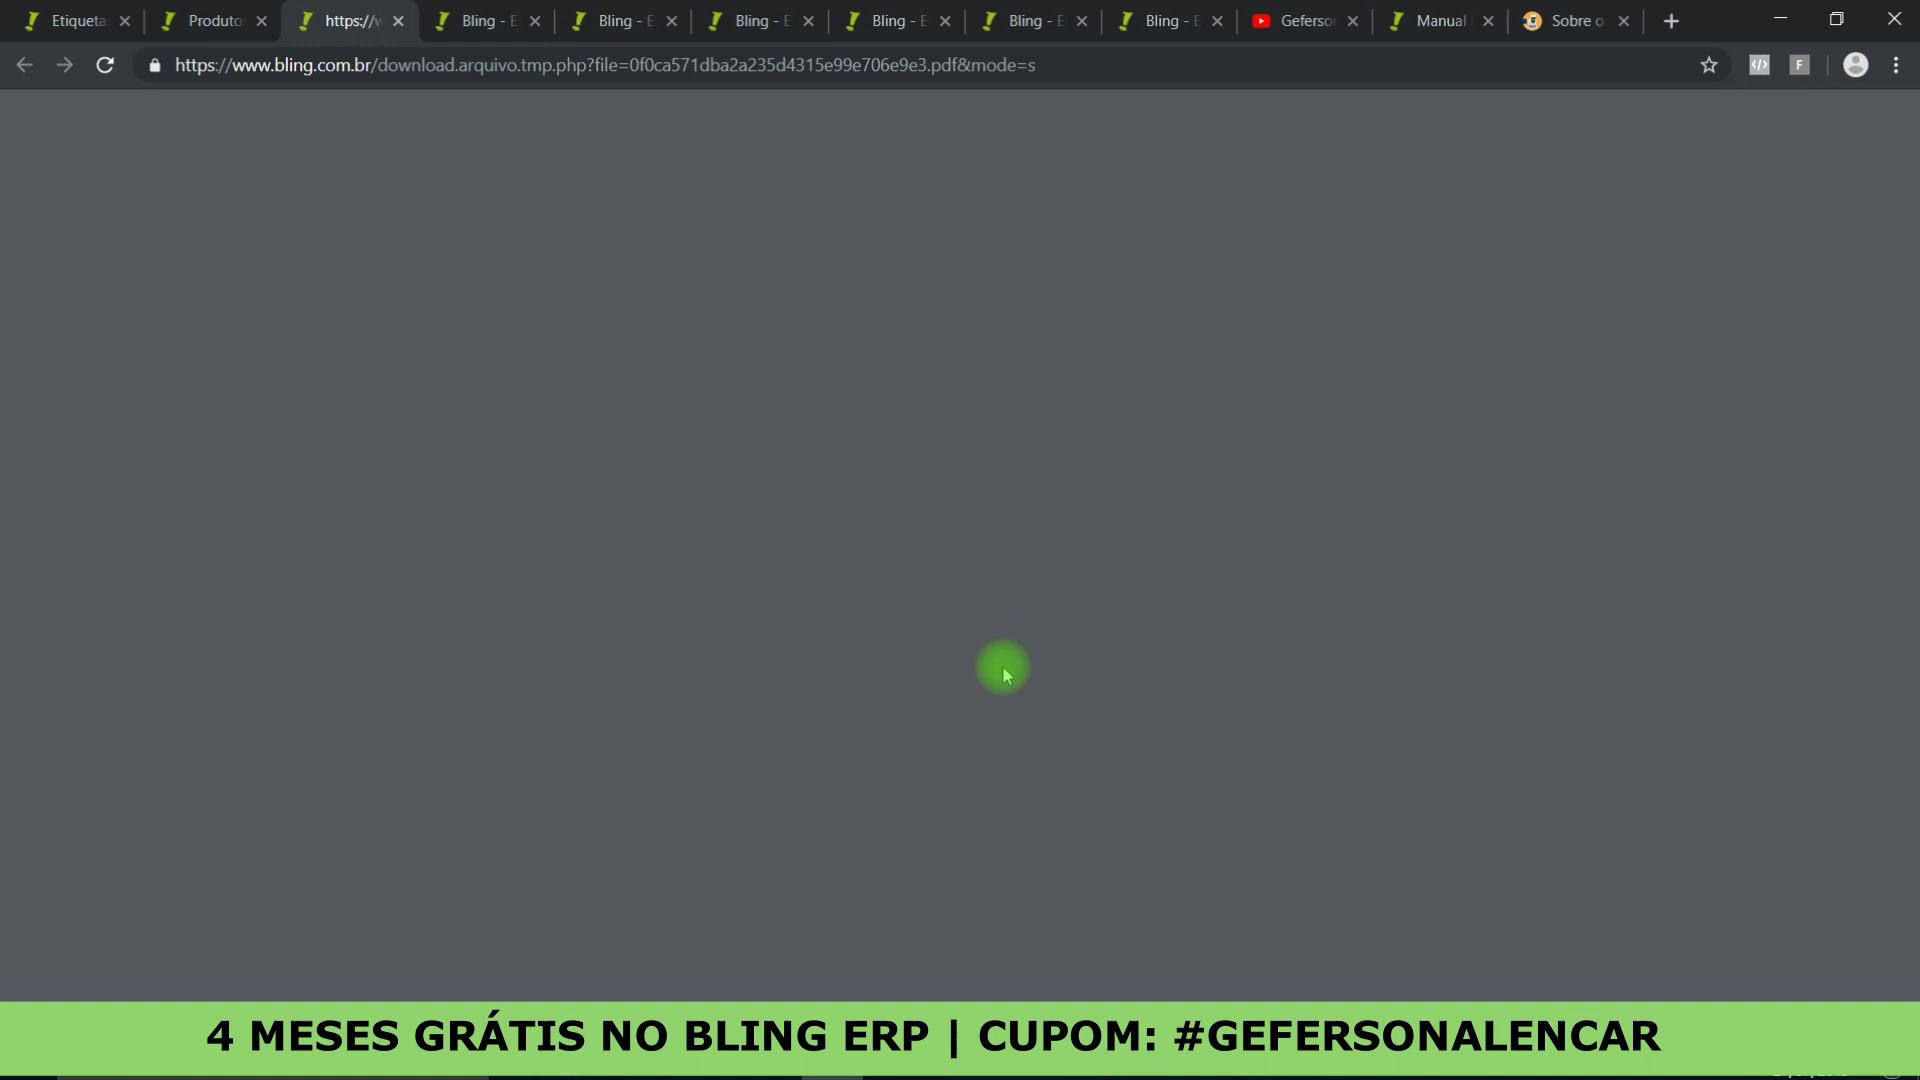 Etiqueta
Produto
https://w
Bling - E
Bling - E
Bling - E
Bling - E
Bling - E
Bling - E
Geferso
Manual
Sobre o
https://www.bling.com.br/download.arquivo.tmp.php?file=0f0ca571dba2a235d4315e99e706e9e3.pdf&mode=s
F
4 MESES GRÁTIS NO BLING ERP | CUPOM: #GEFERSONALENCAR